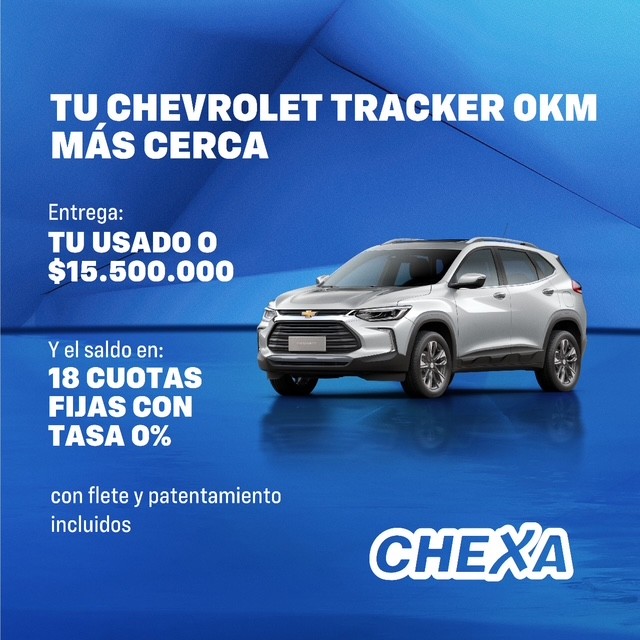 TU CHEVROLET TRACKER 0KM
MÁS CERCA
Entrega:
TU USADO O
$15.500.000
Y el saldo en:
18 CUOTAS
FIJAS CON
TASA 0%
con flete y patentamiento
incluidos
CHEXA